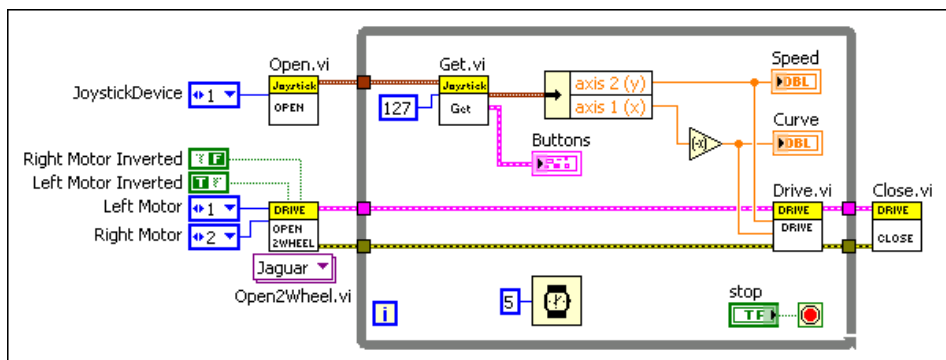 Open.vi
Joystick
OPEN
JoystickDevice
1
Get.vi
Joystick
Get
127
axis 2 (y)
axis 1 (x)
Speed
DBL
Curve
DBL
(-x)
Buttons
Right Motor Inverted
F
Left Motor Inverted
T
Left Motor
1
Right Motor
2
DRIVE
OPEN
2WHEEL
Jaguar
Open2Wheel.vi
Drive.vi
DRIVE
DRIVE
Close.vi
DRIVE
CLOSE
i
5
stop
TF